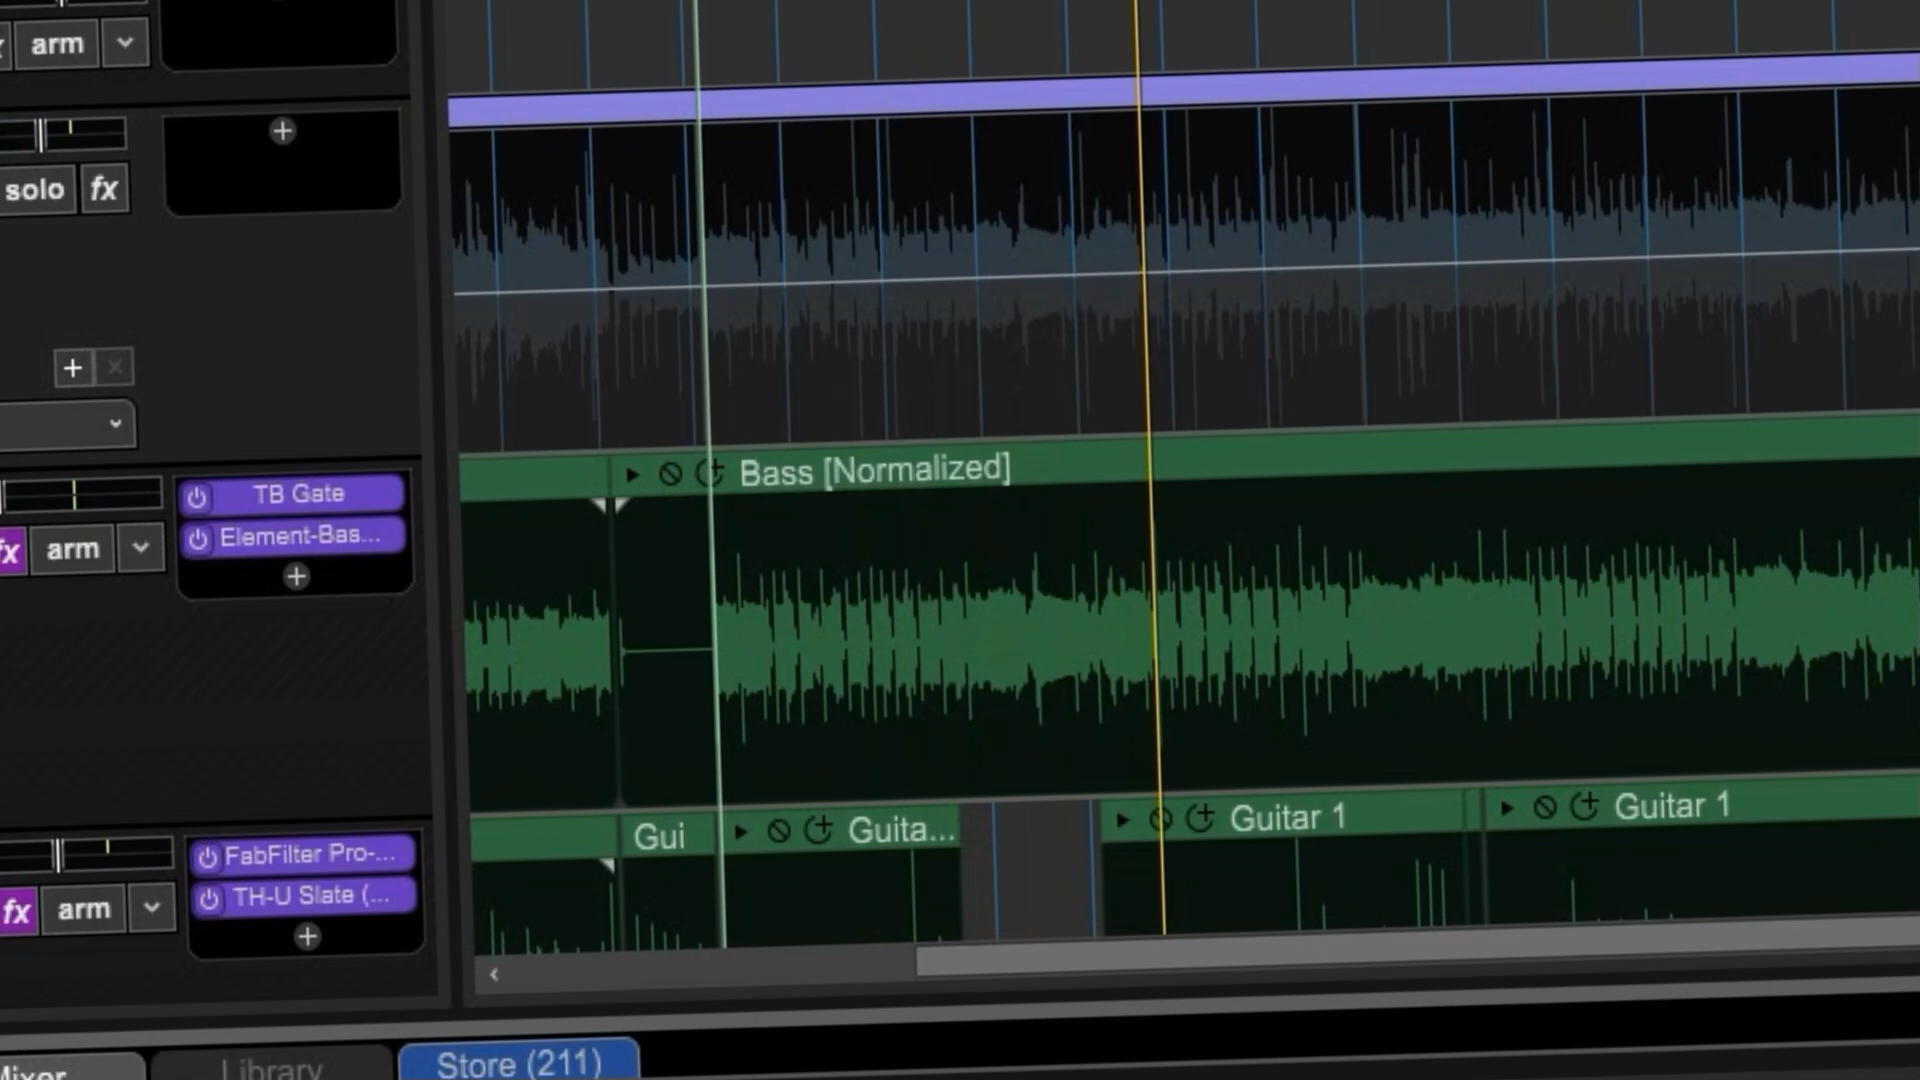 arm
solo fx
Bass [Normalized]
TB Gate
fx arm
Element-Bas...
Gui
Guita...
Guitar 1
Guitar 1
FabFilter Pro-...
TH-U Slate (...
fx arm
Mixer
Library
Store (211)